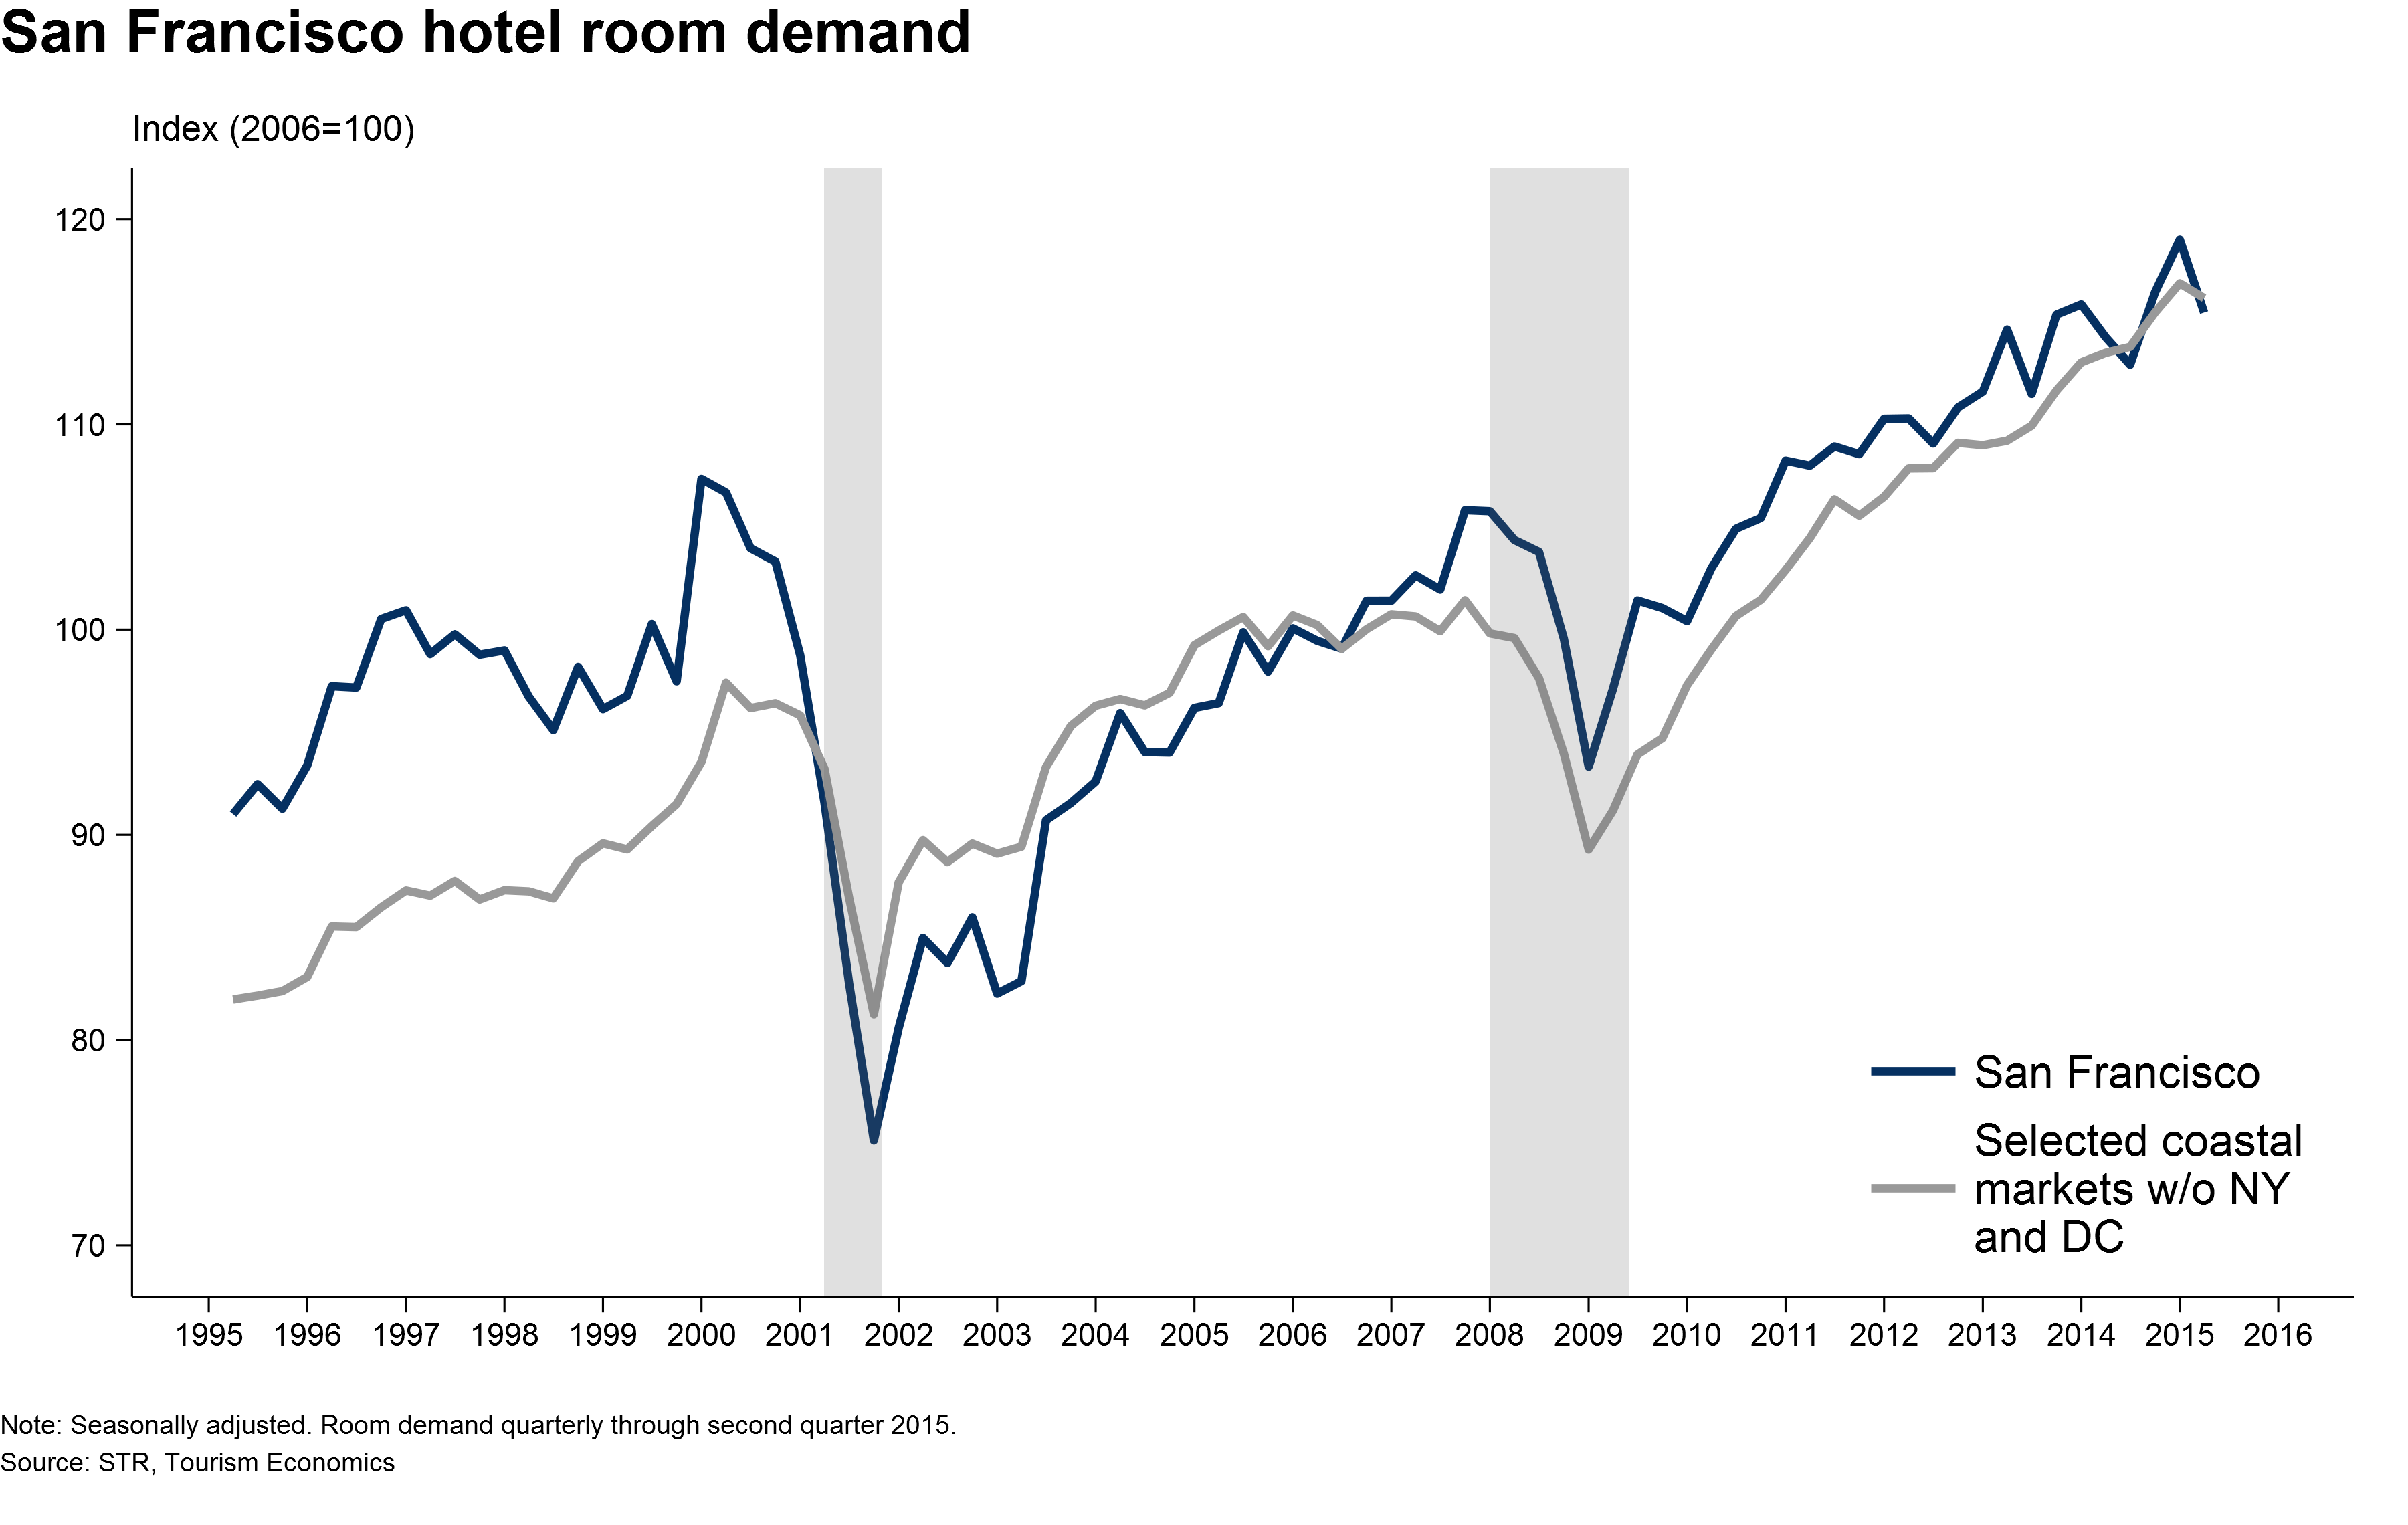 San Francisco hotel room demand
Index (2006=100)
120
110
100
90
80
70
San Francisco
Selected coastal
markets w/o NY
and DC
1995 1996 1997 1998 1999 2000 2001 2002 2003 2004 2005 2006 2007 2008 2009 2010 2011 2012 2013 2014 2015 2016
Note: Seasonally adjusted. Room demand quarterly through second quarter 2015.
Source: STR, Tourism Economics